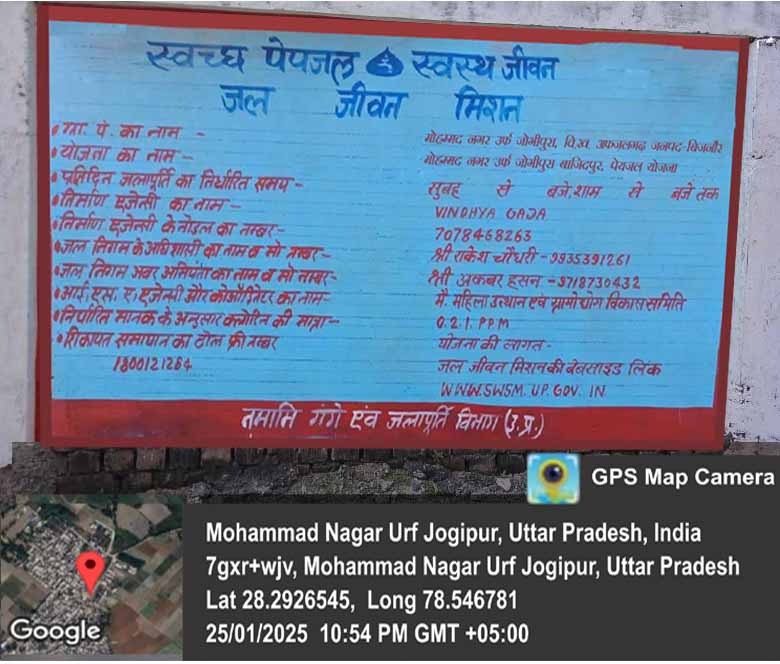 स्वच्छ पेयजल स्वस्थ जीवन
जल जीवन मिशन
• ग्रा. पं. का नाम -
मोहम्मद नगर उर्फ जोगीपुरा, वि.ख. अफजलगढ़ जनपद-बिजनौर
• योजना का नाम -
मोहम्मद नगर उर्फ जोगीपुरा बाजिदपुर, पेयजल योजना
• प्रतिदिन जलापूर्ति का निर्धारित समय -
सुबह से बजे, शाम से बजे तक
• निर्माण एजेन्सी का नाम -
VINDHYA GAJA
• निर्माण एजेन्सी के नोडल का नम्बर-
7078468263
• जल निगम के अधिशासी का नाम व मो नम्बर-
श्री राकेश चौधरी - 9935391261
• जल निगम अवर अभियंता का नाम व मो नम्बर-
श्री अकबर हसन - 9718730432
• आई. एस. ए. एजेन्सी और कोओर्डिनेटर का नाम-
मै. महिला उत्थान एवं ग्रामोद्योग विकास समिति
• निर्धारित मानक के अनुसार क्लोरिन की मात्रा -
0.2 1. P.P.M
योजना की लागत -
• शिकायत समाधान का टोल फ्री नम्बर
1800121264
जल जीवन मिशन की वेबसाइड लिंक
WWW.SWSM.UP.GOV.IN
नमामि गंगे एवं जलापूर्ति विभाग (उ.प्र.)
GPS Map Camera
Mohammad Nagar Urf Jogipur, Uttar Pradesh, India
7gxr+wjv, Mohammad Nagar Urf Jogipur, Uttar Pradesh
Lat 28.2926545, Long 78.546781
25/01/2025 10:54 PM GMT +05:00
Google